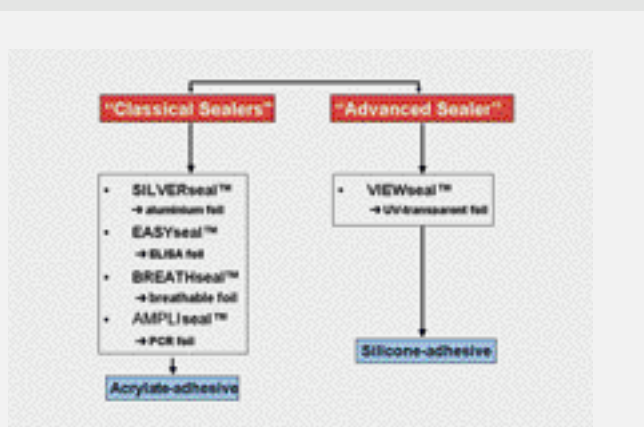 "Classical Sealers"
"Advanced Sealer"
• SILVERseal™
➔ aluminium foil
• EASYseal™
➔ ELISA foil
• BREATHseal™
➔ breathable foil
• AMPLIseal™
➔ PCR foil
• VIEWseal™
➔ UV-transparent foil
Silicone-adhesive
Acrylate-adhesive